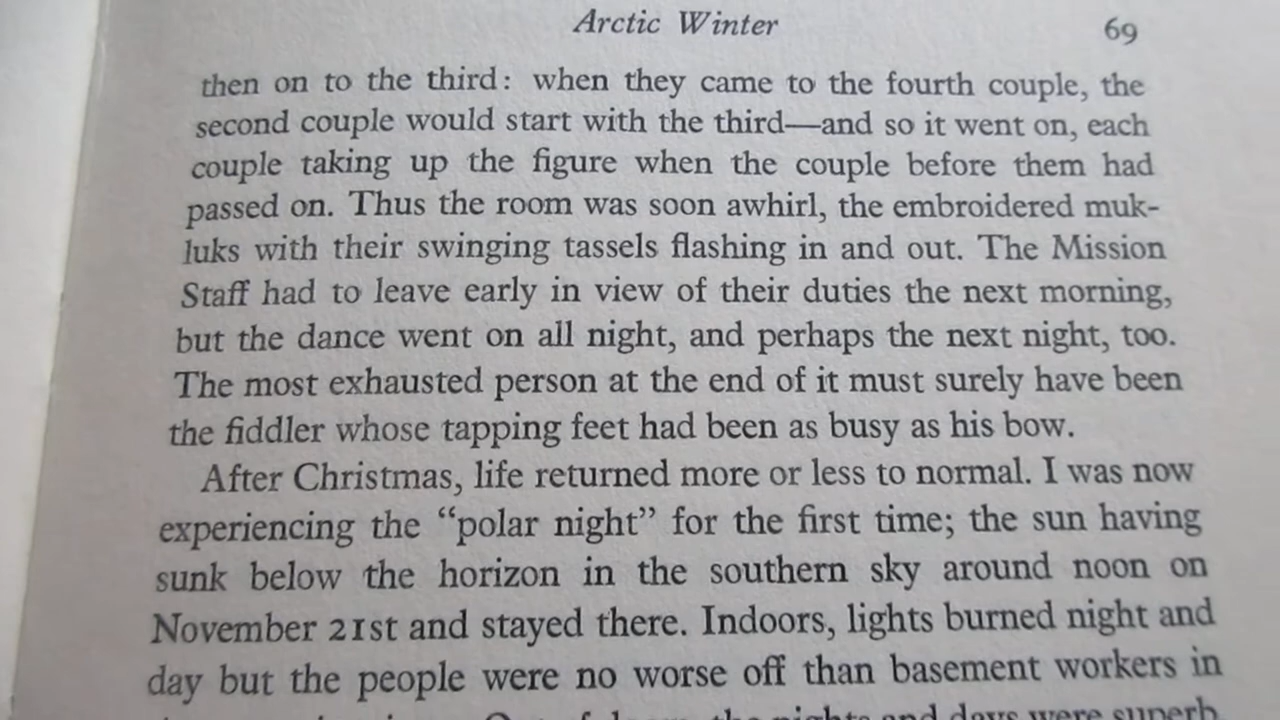 Arctic Winter 69
then on to the third: when they came to the fourth couple, the
second couple would start with the third—and so it went on, each
couple taking up the figure when the couple before them had
passed on. Thus the room was soon awhirl, the embroidered muk-
luks with their swinging tassels flashing in and out. The Mission
Staff had to leave early in view of their duties the next morning,
but the dance went on all night, and perhaps the next night, too.
The most exhausted person at the end of it must surely have been
the fiddler whose tapping feet had been as busy as his bow.
After Christmas, life returned more or less to normal. I was now
experiencing the “polar night” for the first time; the sun having
sunk below the horizon in the southern sky around noon on
November 21st and stayed there. Indoors, lights burned night and
day but the people were no worse off than basement workers in
the nights and days were superb